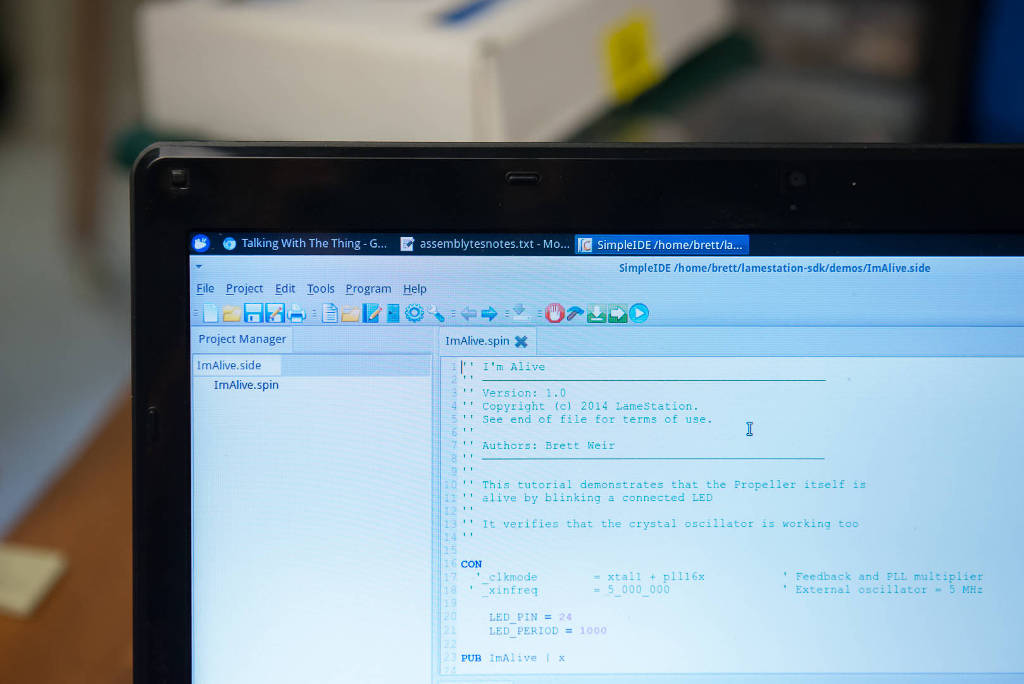 Talking With The Thing - G... assemblytesnotes.txt - Mo... SimpleIDE /home/brett/la...
SimpleIDE /home/brett/lamestation-sdk/demos/ImAlive.side
File Project Edit Tools Program Help
Project Manager
ImAlive.side
ImAlive.spin
ImAlive.spin
1 '' I'm Alive
2 ''
3 '' Version: 1.0
4 '' Copyright (c) 2014 LameStation.
5 '' See end of file for terms of use.
6 ''
7 '' Authors: Brett Weir
8 ''
9 ''
10 '' This tutorial demonstrates that the Propeller itself is
11 '' alive by blinking a connected LED
12 ''
13 '' It verifies that the crystal oscillator is working too
14 ''
15
16 CON
17 '_clkmode = xtal1 + pll16x ' Feedback and PLL multiplier
18 ' _xinfreq = 5_000_000 ' External oscillator = 5 MHz
19
20 LED_PIN = 24
21 LED_PERIOD = 1000
22
23 PUB ImAlive | x
24